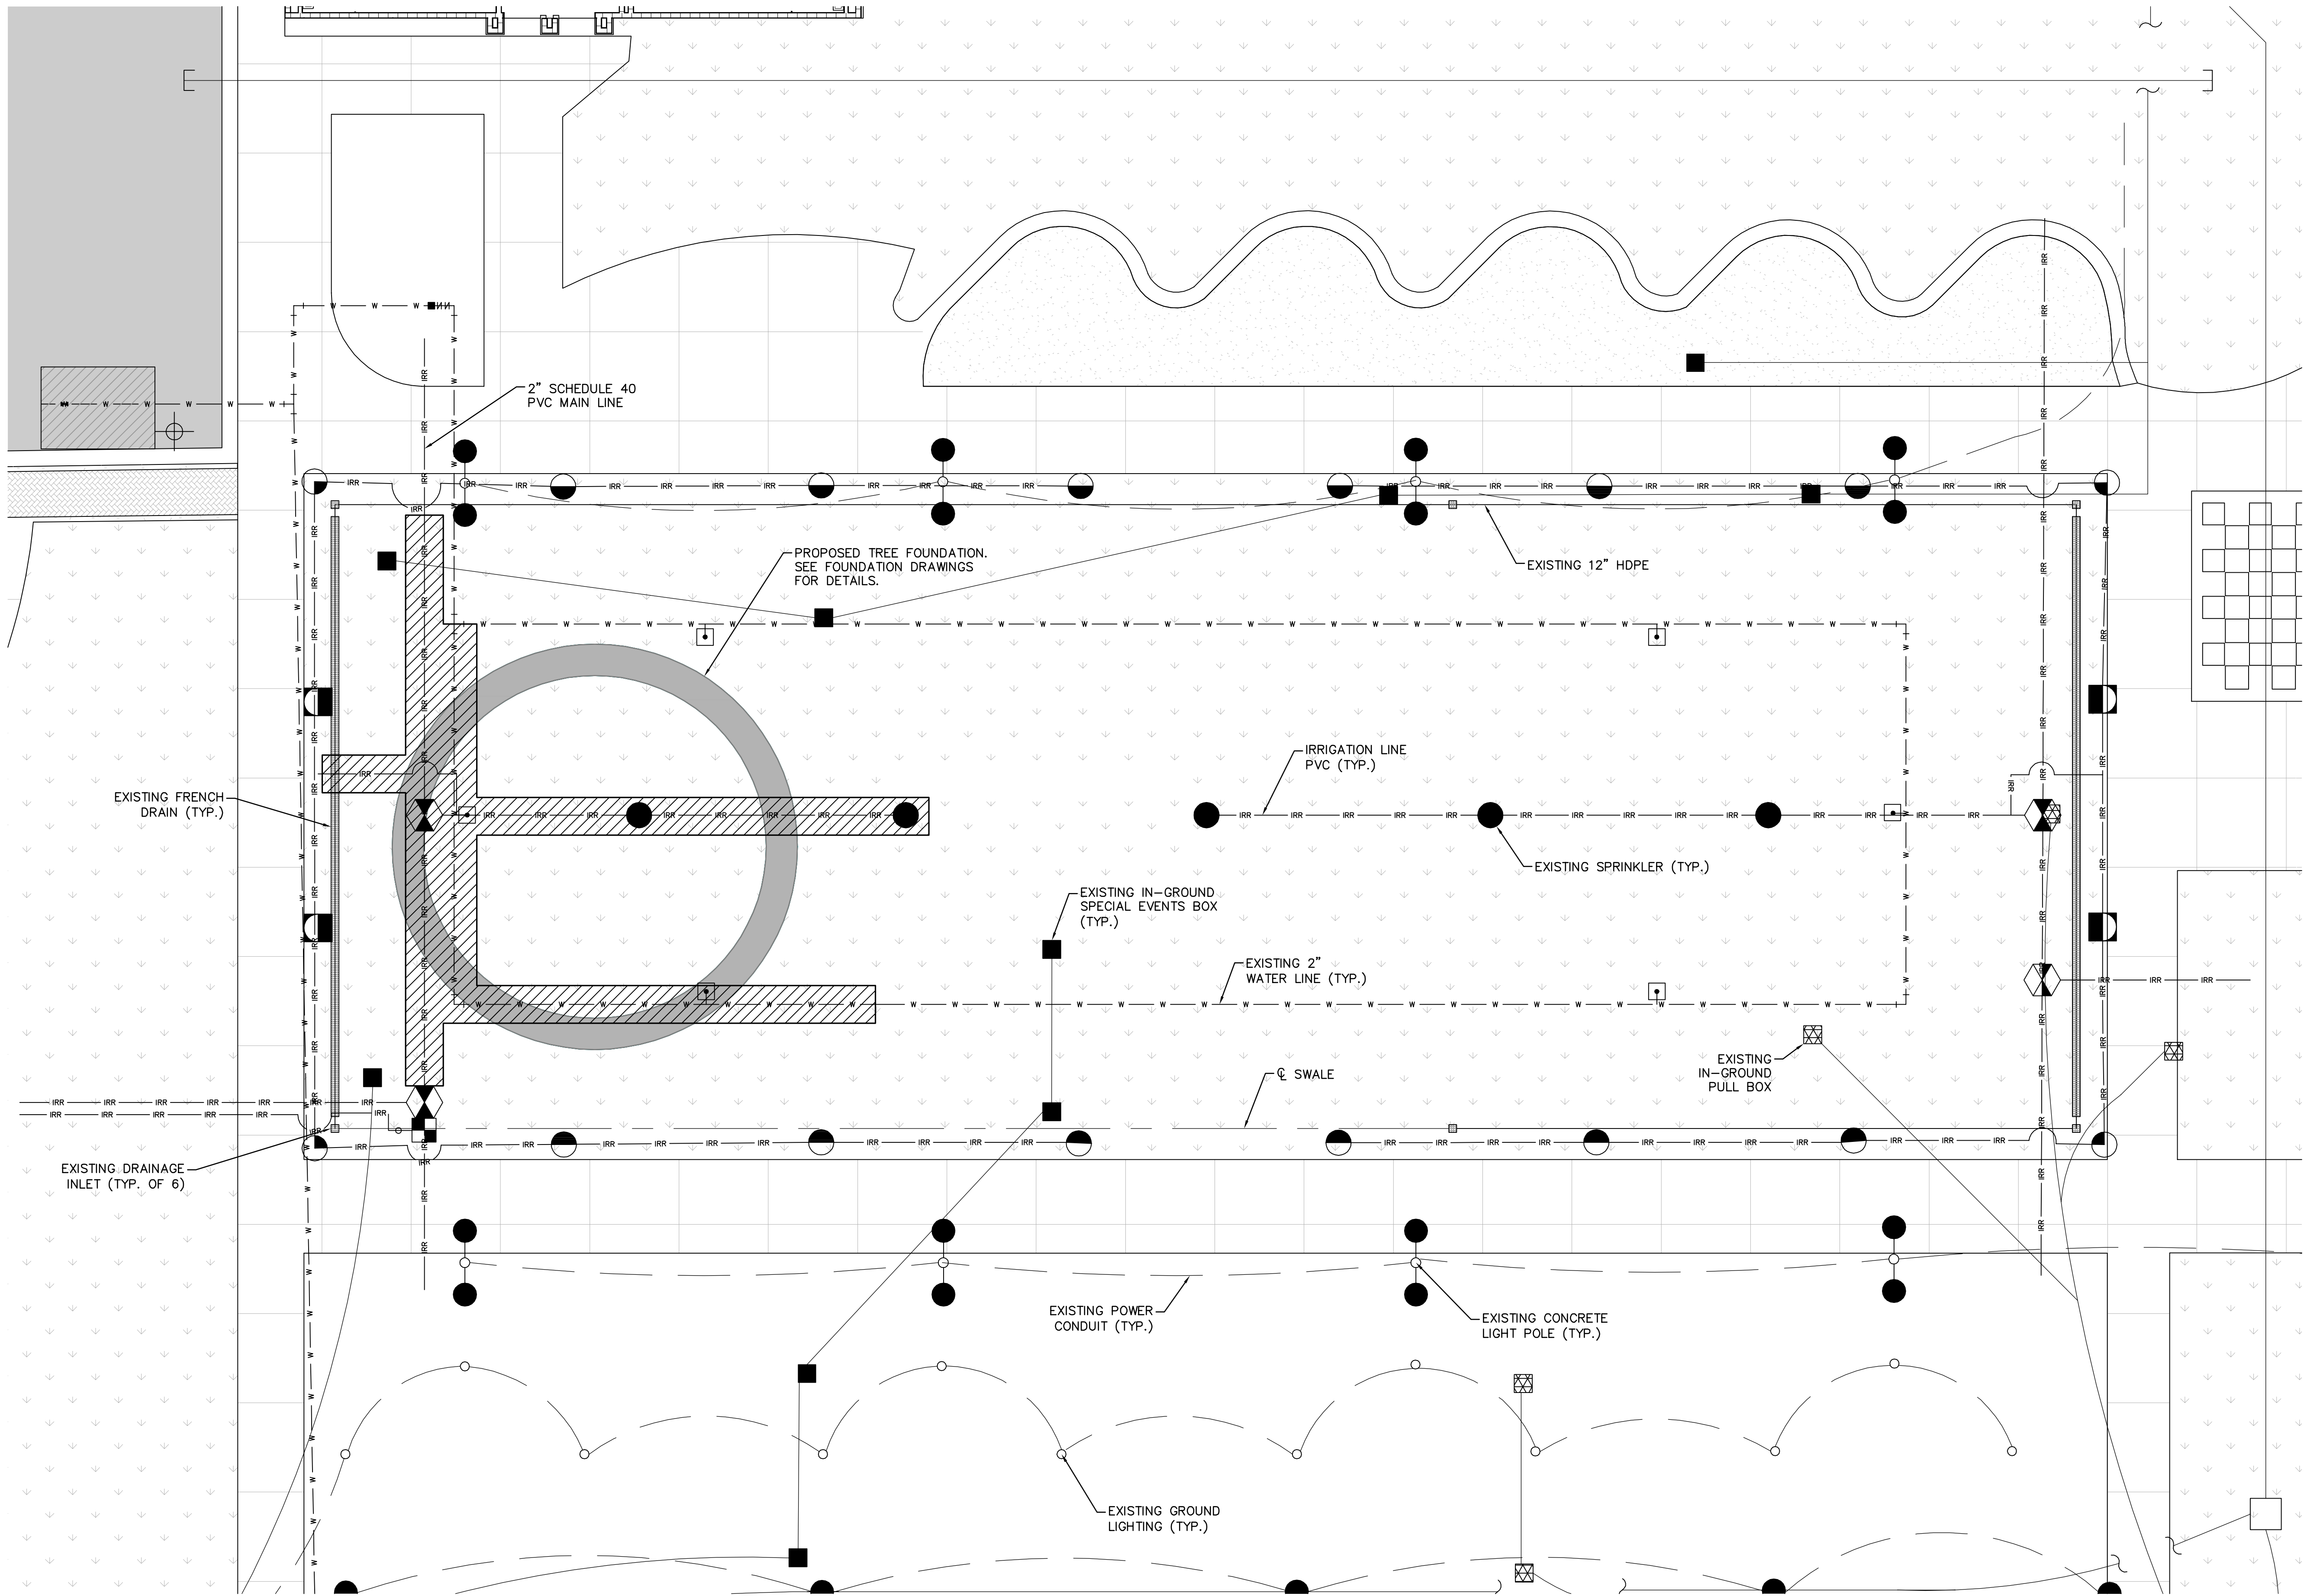 2” SCHEDULE 40
PVC MAIN LINE
PROPOSED TREE FOUNDATION.
SEE FOUNDATION DRAWINGS
FOR DETAILS.
EXISTING 12” HDPE
IRRIGATION LINE
PVC (TYP.)
EXISTING FRENCH
DRAIN (TYP.)
EXISTING SPRINKLER (TYP.)
EXISTING IN-GROUND
SPECIAL EVENTS BOX
(TYP.)
EXISTING 2”
WATER LINE (TYP.)
EXISTING
IN-GROUND
PULL BOX
℄ SWALE
EXISTING DRAINAGE
INLET (TYP. OF 6)
EXISTING POWER
CONDUIT (TYP.)
EXISTING CONCRETE
LIGHT POLE (TYP.)
EXISTING GROUND
LIGHTING (TYP.)